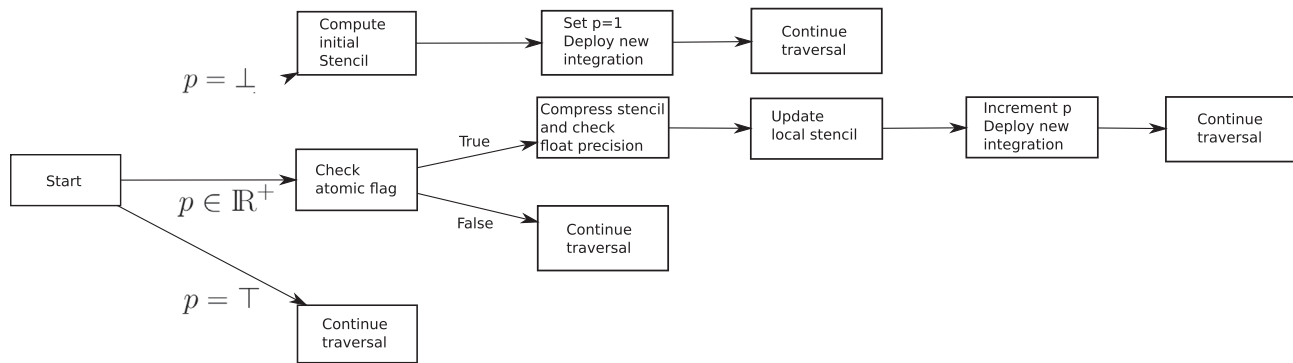 Compute
initial
Stencil
Set p=1
Deploy new
integration
Continue
traversal
p = ⊥
Compress stencil
and check
float precision
Update
local stencil
Increment p
Deploy new
integration
Continue
traversal
True
Start
Check
atomic flag
p ∈ ℝ⁺
False
Continue
traversal
p = ⊤
Continue
traversal